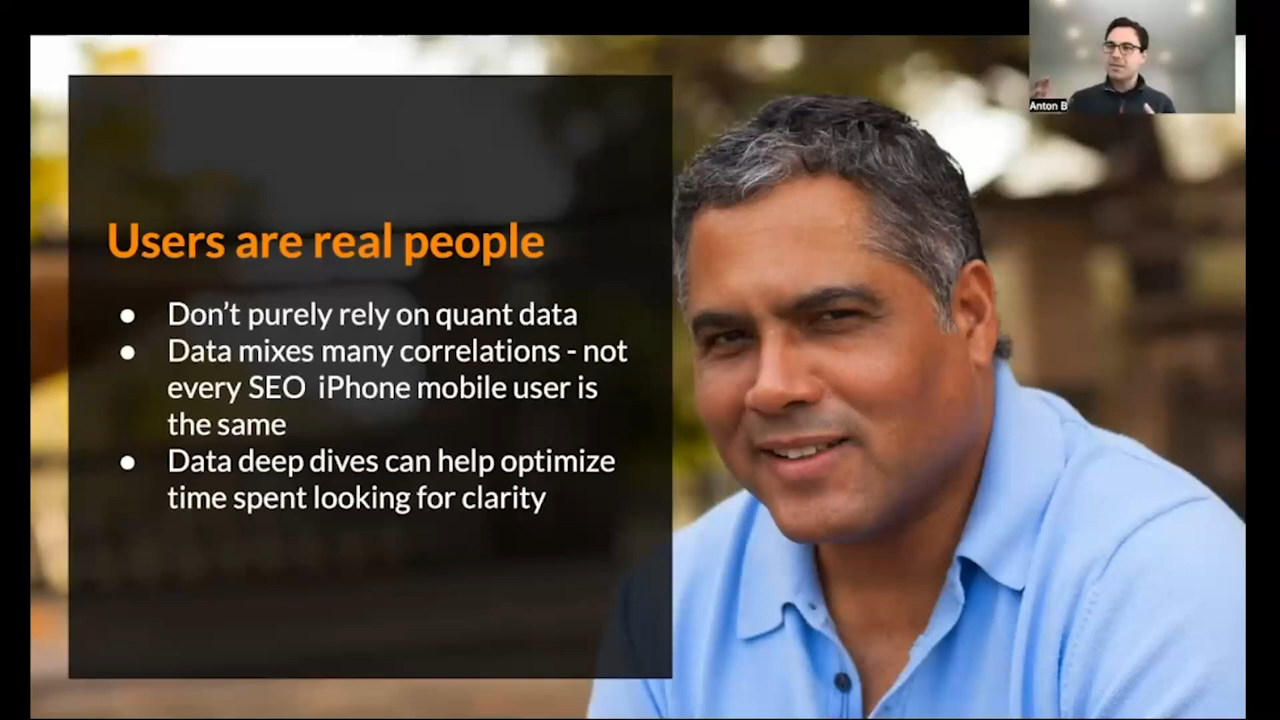 Anton B
Users are real people
● Don't purely rely on quant data
● Data mixes many correlations - not
every SEO iPhone mobile user is
the same
● Data deep dives can help optimize
time spent looking for clarity